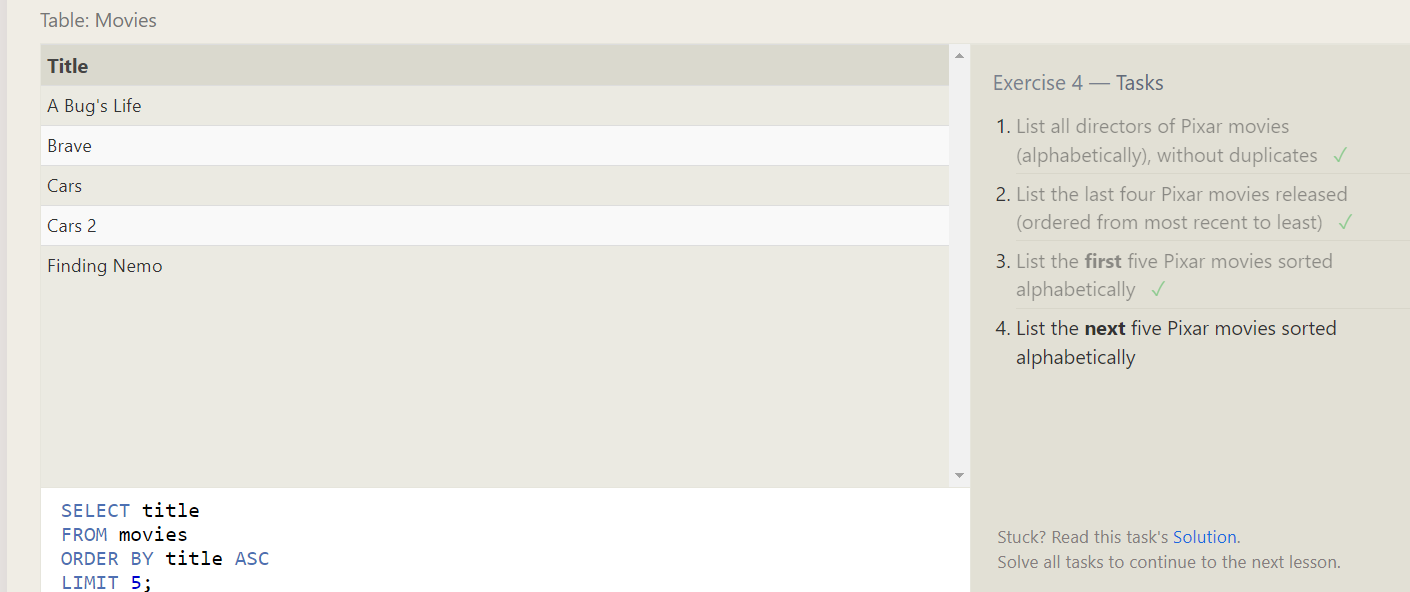 Table: Movies
Title
A Bug's Life
Brave
Cars
Cars 2
Finding Nemo
SELECT title
FROM movies
ORDER BY title ASC
LIMIT 5;
Exercise 4 — Tasks
1. List all directors of Pixar movies
(alphabetically), without duplicates ✓
2. List the last four Pixar movies released
(ordered from most recent to least) ✓
3. List the first five Pixar movies sorted
alphabetically ✓
4. List the next five Pixar movies sorted
alphabetically
Stuck? Read this task's Solution.
Solve all tasks to continue to the next lesson.